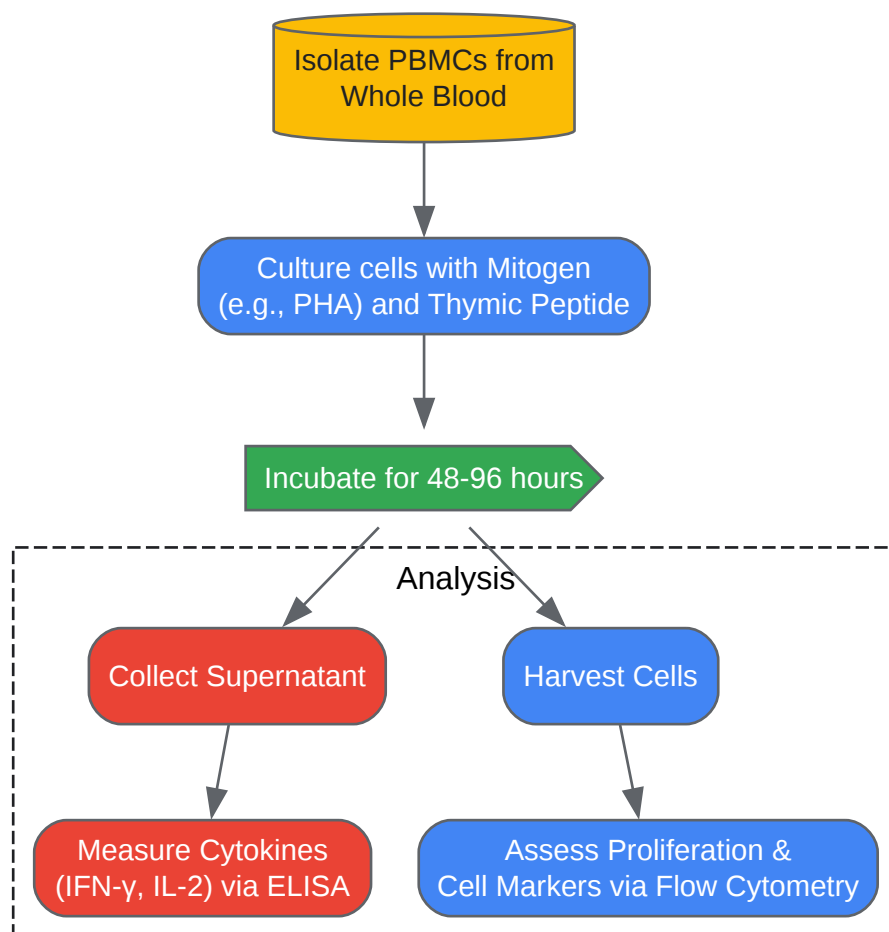 Isolate PBMCs from
Whole Blood
Culture cells with Mitogen
(e.g., PHA) and Thymic Peptide
Incubate for 48-96 hours
Analysis
Collect Supernatant
Harvest Cells
Measure Cytokines
(IFN-γ, IL-2) via ELISA
Assess Proliferation &
Cell Markers via Flow Cytometry